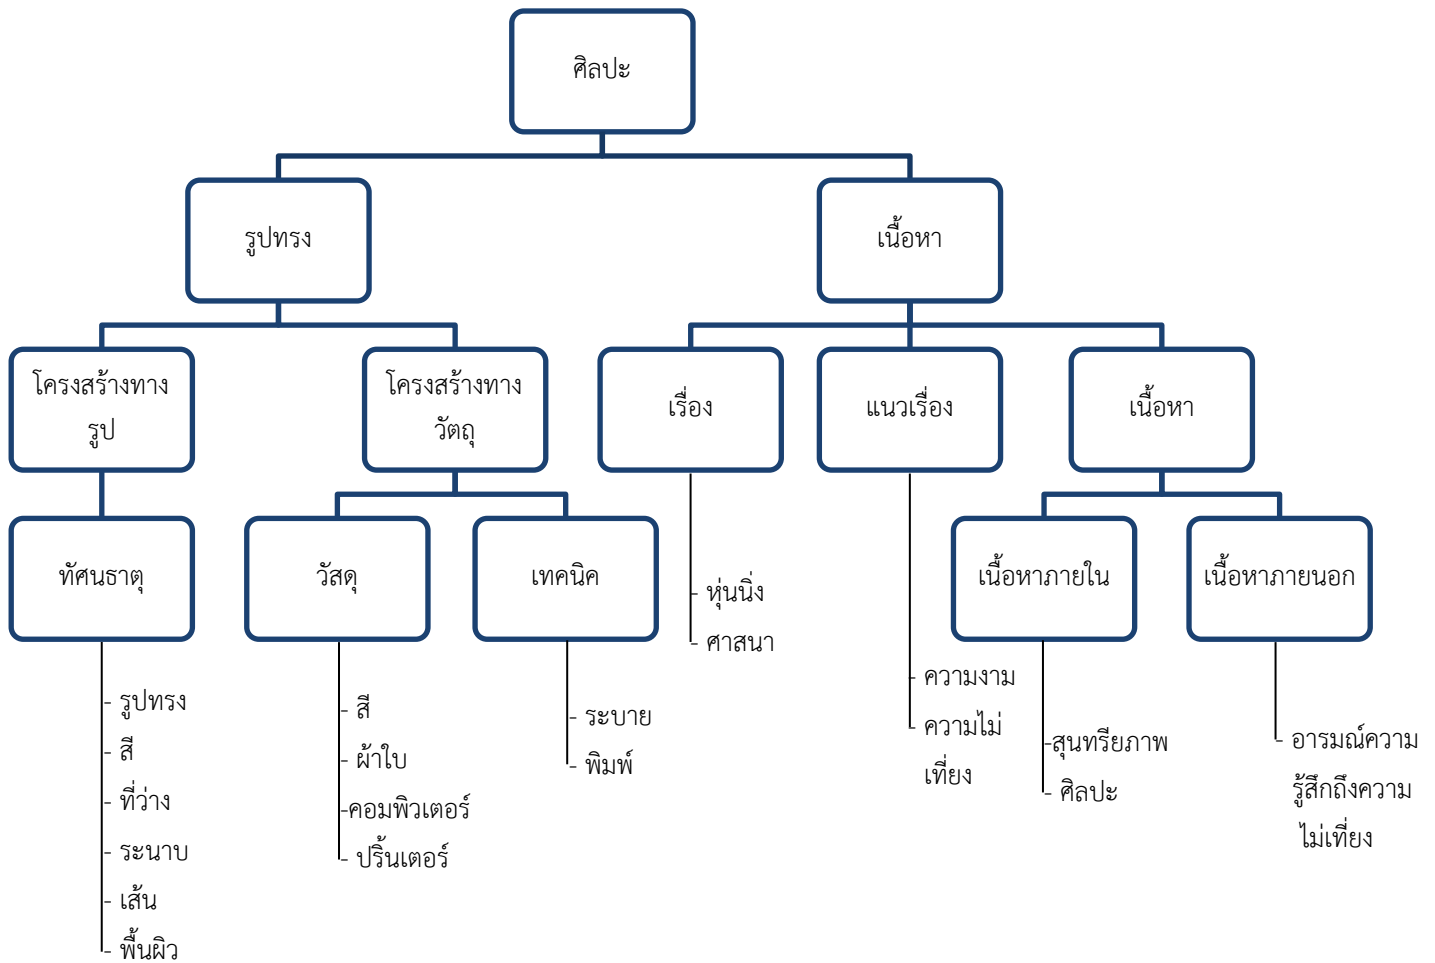 ศิลปะ
รูปทรง
เนื้อหา
โครงสร้างทาง
รูป
โครงสร้างทาง
วัตถุ
เรื่อง
แนวเรื่อง
เนื้อหา
ทัศนธาตุ
วัสดุ
เทคนิค
เนื้อหาภายใน
เนื้อหาภายนอก
- รูปทรง
- สี
- ที่ว่าง
- ระนาบ
- เส้น
- พื้นผิว
- สี
- ผ้าใบ
-คอมพิวเตอร์
- ปริ้นเตอร์
- ระบาย
- พิมพ์
- หุ่นนิ่ง
- ศาสนา
- ความงาม
- ความไม่
เที่ยง
-สุนทรียภาพ
- ศิลปะ
- อารมณ์ความ
รู้สึกถึงความ
ไม่เที่ยง